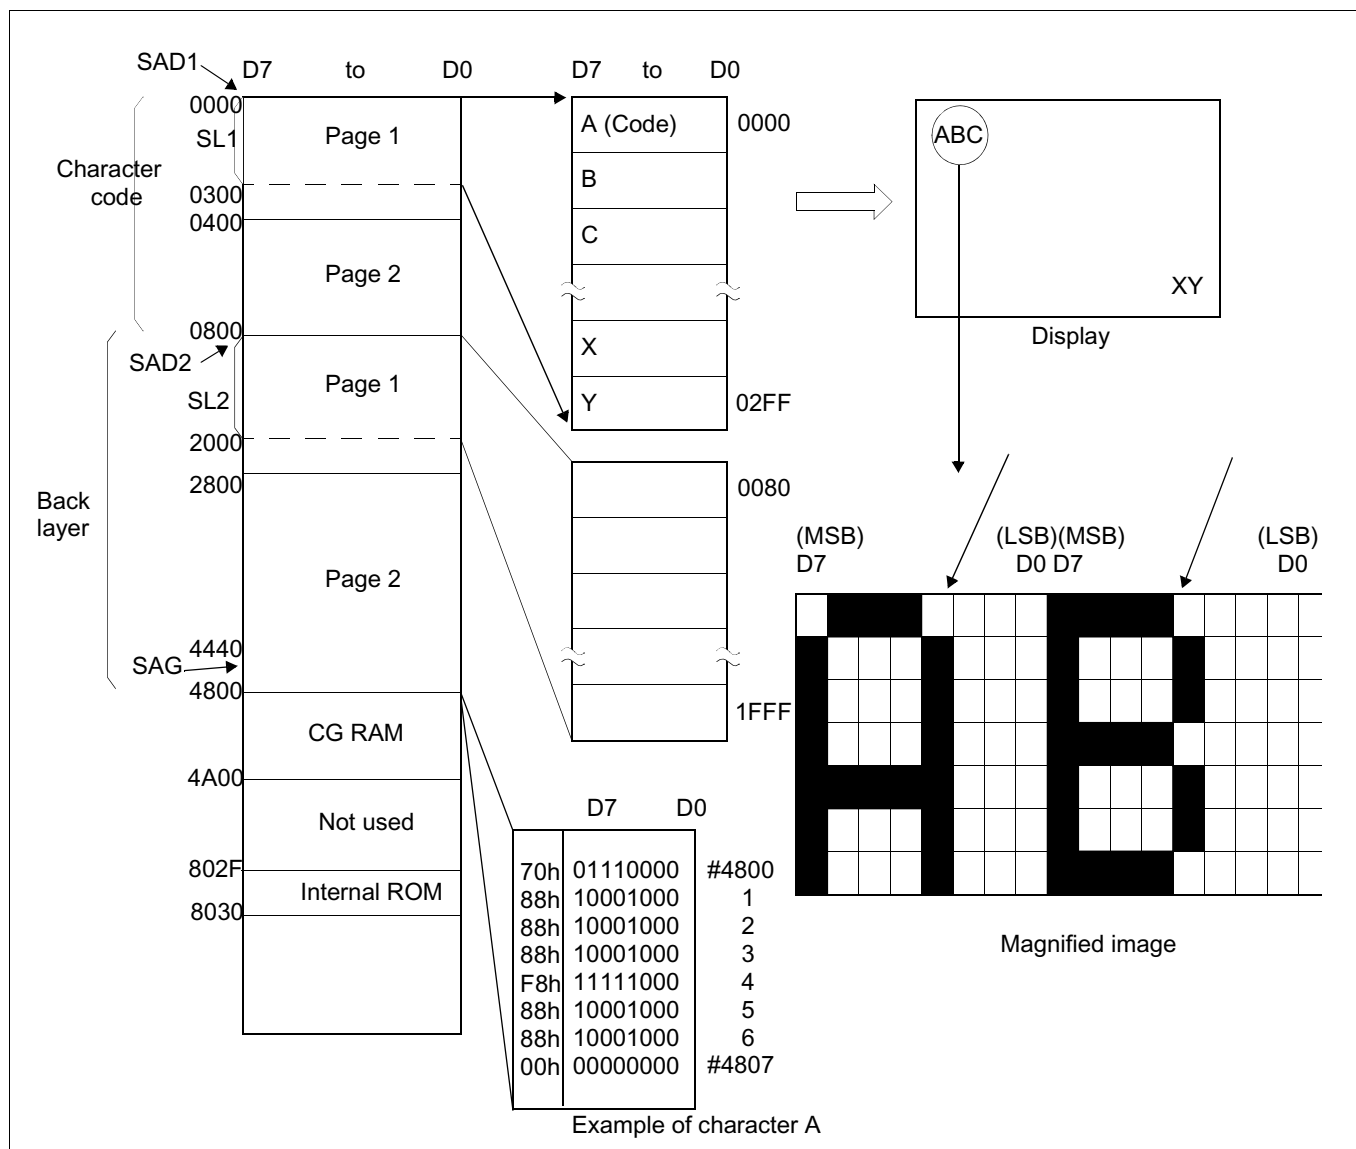 SAD1
D7 to D0
0000
SL1
Character
code
Page 1
0300
0400
Page 2
0800
SAD2
Page 1
SL2
2000
2800
Back
layer
Page 2
4440
SAG
4800
CG RAM
4A00
Not used
802F
Internal ROM
8030
D7 to D0
A (Code) 0000
B
C
X
Y 02FF
0080
1FFF
ABC
XY
Display
(MSB) (LSB)(MSB) (LSB)
D7 D0 D7 D0
Magnified image
D7 D0
70h 01110000 #4800
88h 10001000 1
88h 10001000 2
88h 10001000 3
F8h 11111000 4
88h 10001000 5
88h 10001000 6
00h 00000000 #4807
Example of character A